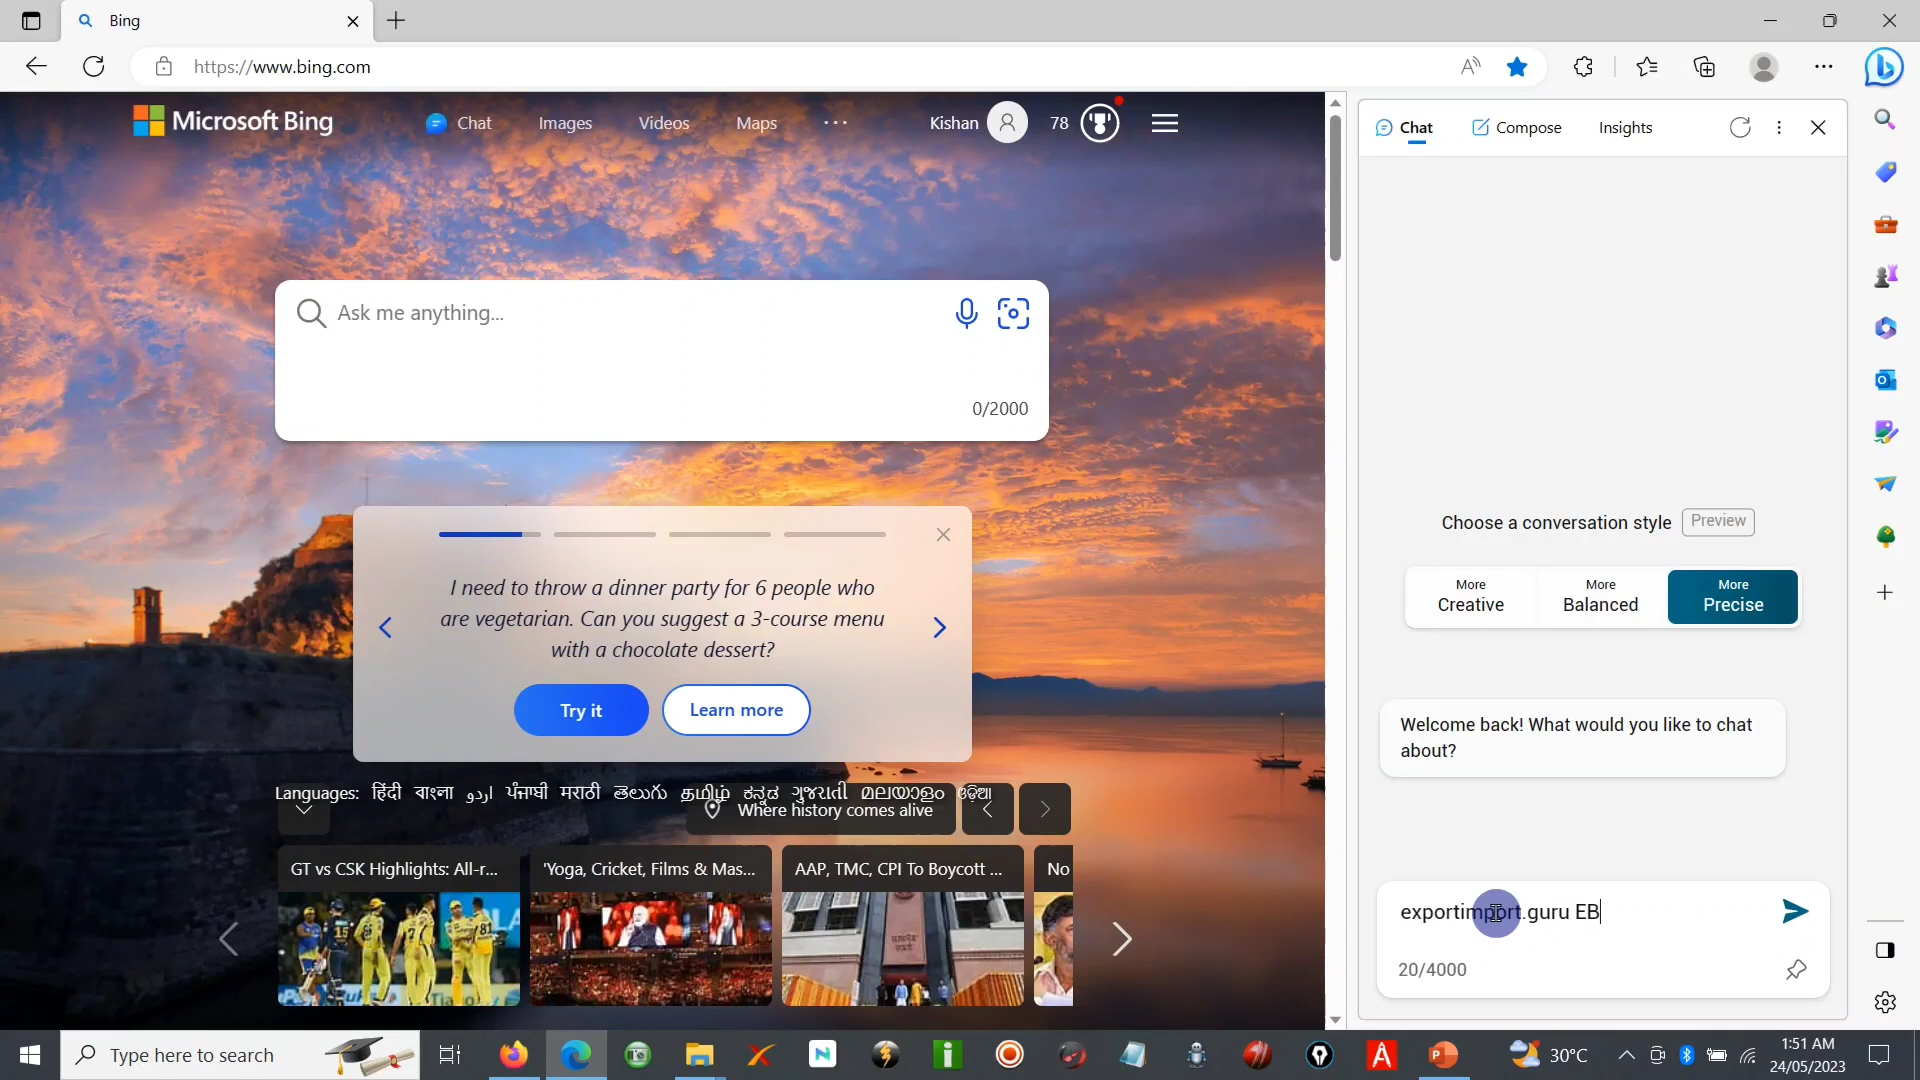 Bing
https://www.bing.com
Microsoft Bing
Chat
Images
Videos
Maps
Kishan
78
Ask me anything...
0/2000
I need to throw a dinner party for 6 people who
are vegetarian. Can you suggest a 3-course menu
with a chocolate dessert?
Try it
Learn more
Languages: हिंदी বাংলা اردو ਪੰਜਾਬੀ मराठी తెలుగు தமிழ் ಕನ್ನಡ ગુજરાતી മലയാളം ଓଡ଼ିଆ
Where history comes alive
GT vs CSK Highlights: All-r...
'Yoga, Cricket, Films & Mas...
AAP, TMC, CPI To Boycott ...
No
Chat
Compose
Insights
Choose a conversation style
Preview
More
Creative
More
Balanced
More
Precise
Welcome back! What would you like to chat
about?
exportimport.guru EB
20/4000
Type here to search
30°C
1:51 AM
24/05/2023